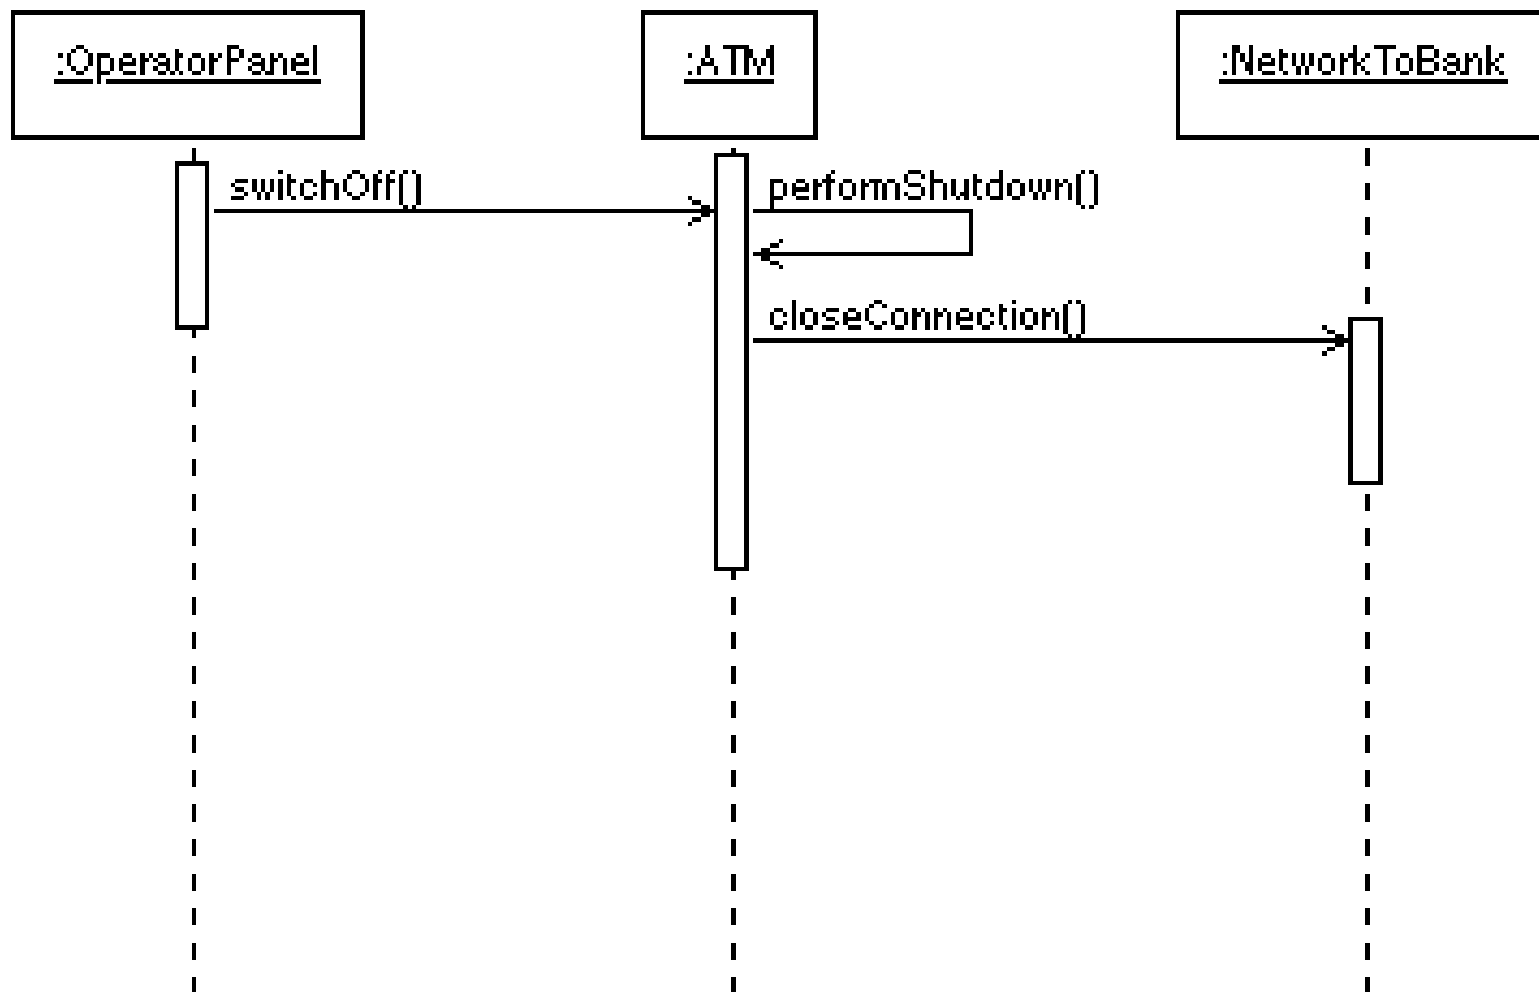 :OperatorPanel
:ATM
:NetworkToBank
switchOff()
performShutdown()
closeConnection()